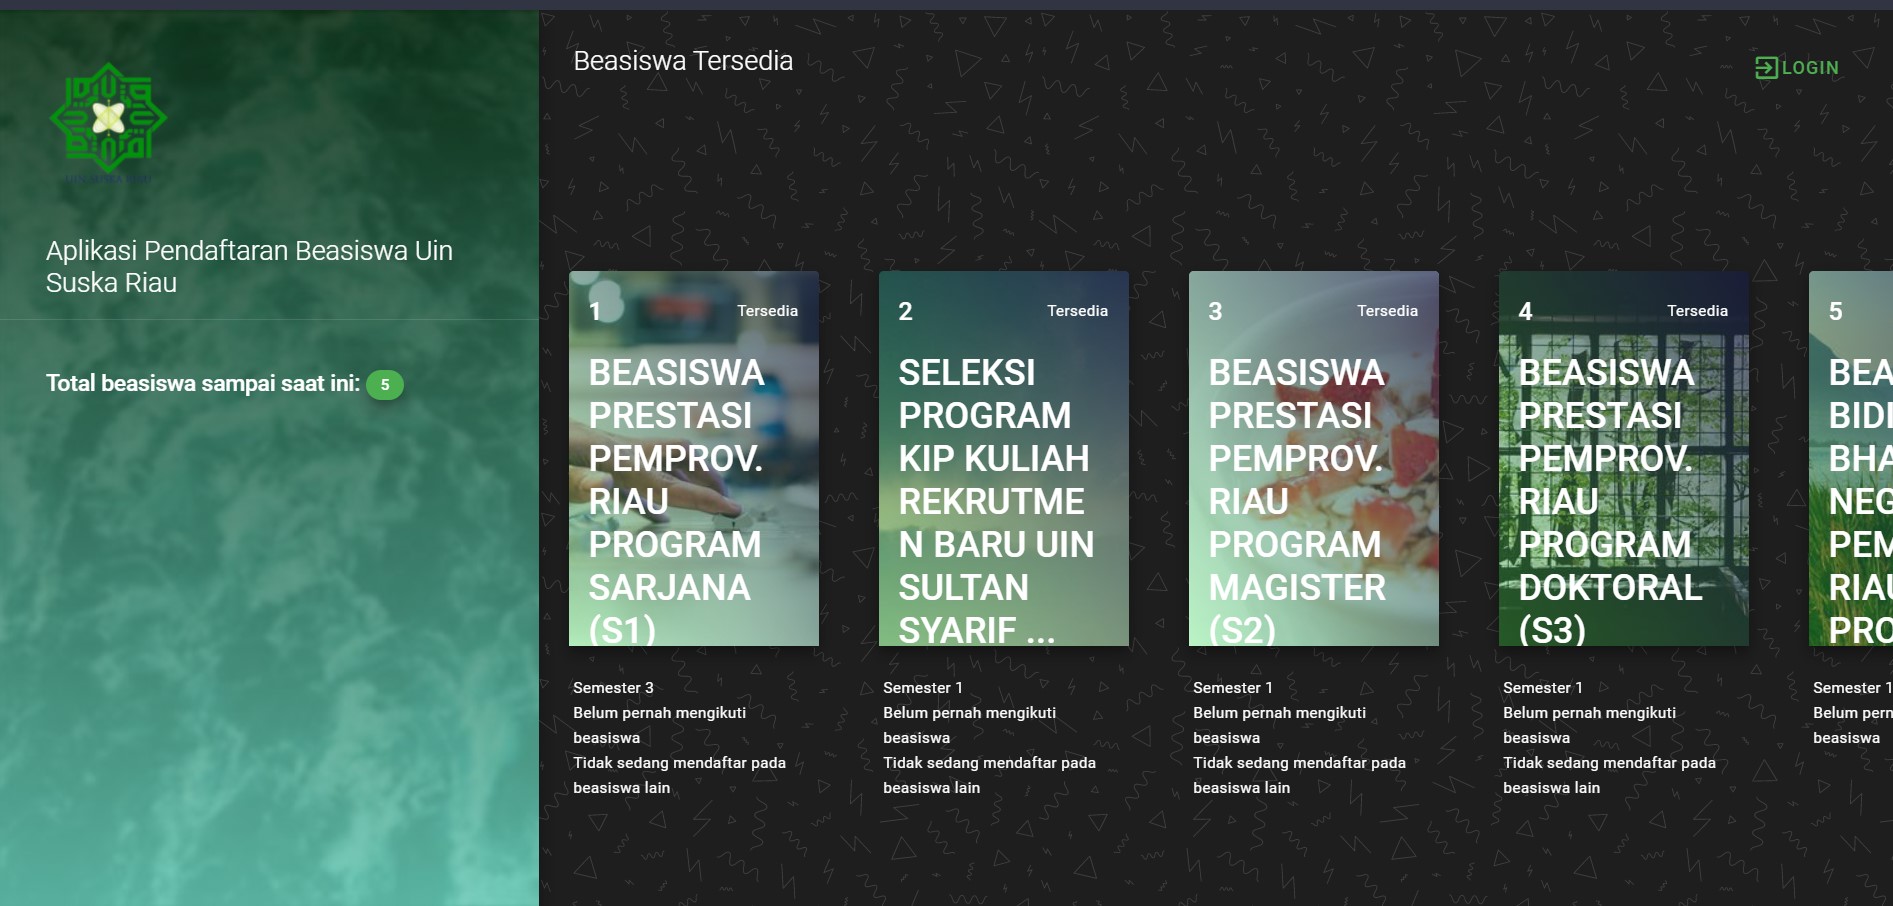 Aplikasi Pendaftaran Beasiswa Uin
Suska Riau
Total beasiswa sampai saat ini: 5
Beasiswa Tersedia
LOGIN
1 Tersedia
BEASISWA
PRESTASI
PEMPROV.
RIAU
PROGRAM
SARJANA
(S1)
Semester 3
Belum pernah mengikuti
beasiswa
Tidak sedang mendaftar pada
beasiswa lain
2 Tersedia
SELEKSI
PROGRAM
KIP KULIAH
REKRUTME
N BARU UIN
SULTAN
SYARIF ...
Semester 1
Belum pernah mengikuti
beasiswa
Tidak sedang mendaftar pada
beasiswa lain
3 Tersedia
BEASISWA
PRESTASI
PEMPROV.
RIAU
PROGRAM
MAGISTER
(S2)
Semester 1
Belum pernah mengikuti
beasiswa
Tidak sedang mendaftar pada
beasiswa lain
4 Tersedia
BEASISWA
PRESTASI
PEMPROV.
RIAU
PROGRAM
DOKTORAL
(S3)
Semester 1
Belum pernah mengikuti
beasiswa
Tidak sedang mendaftar pada
beasiswa lain
5
BEA
BIDI
BHA
NEG
PEM
RIAU
PRO
Semester 1
Belum pern
beasiswa